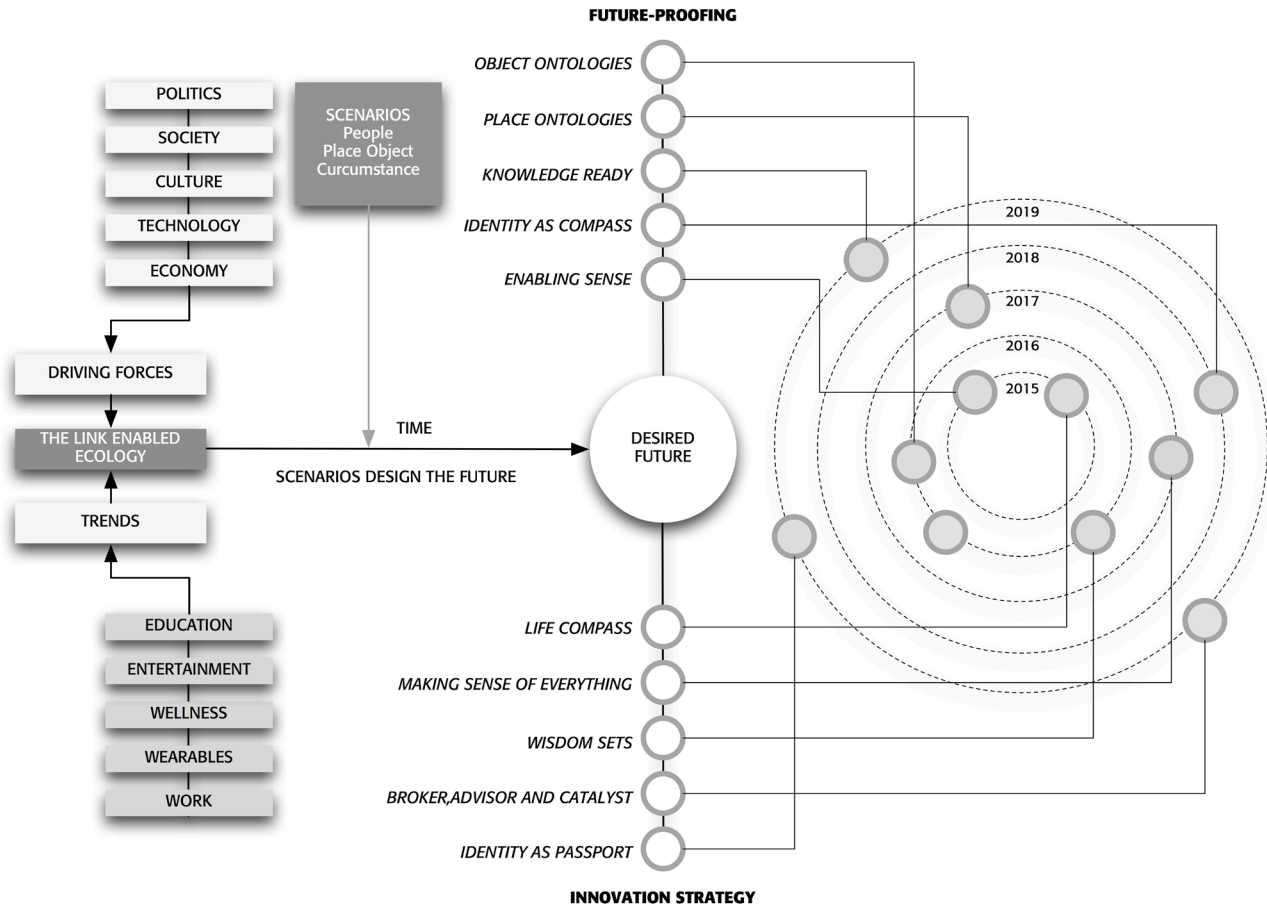 FUTURE-PROOFING
OBJECT ONTOLOGIES
PLACE ONTOLOGIES
KNOWLEDGE READY
IDENTITY AS COMPASS
ENABLING SENSE
POLITICS
SOCIETY
CULTURE
TECHNOLOGY
ECONOMY
SCENARIOS
People
Place Object
Curcumstance
DRIVING FORCES
THE LINK ENABLED
ECOLOGY
TRENDS
EDUCATION
ENTERTAINMENT
WELLNESS
WEARABLES
WORK
TIME
SCENARIOS DESIGN THE FUTURE
DESIRED
FUTURE
2019
2018
2017
2016
2015
LIFE COMPASS
MAKING SENSE OF EVERYTHING
WISDOM SETS
BROKER,ADVISOR AND CATALYST
IDENTITY AS PASSPORT
INNOVATION STRATEGY